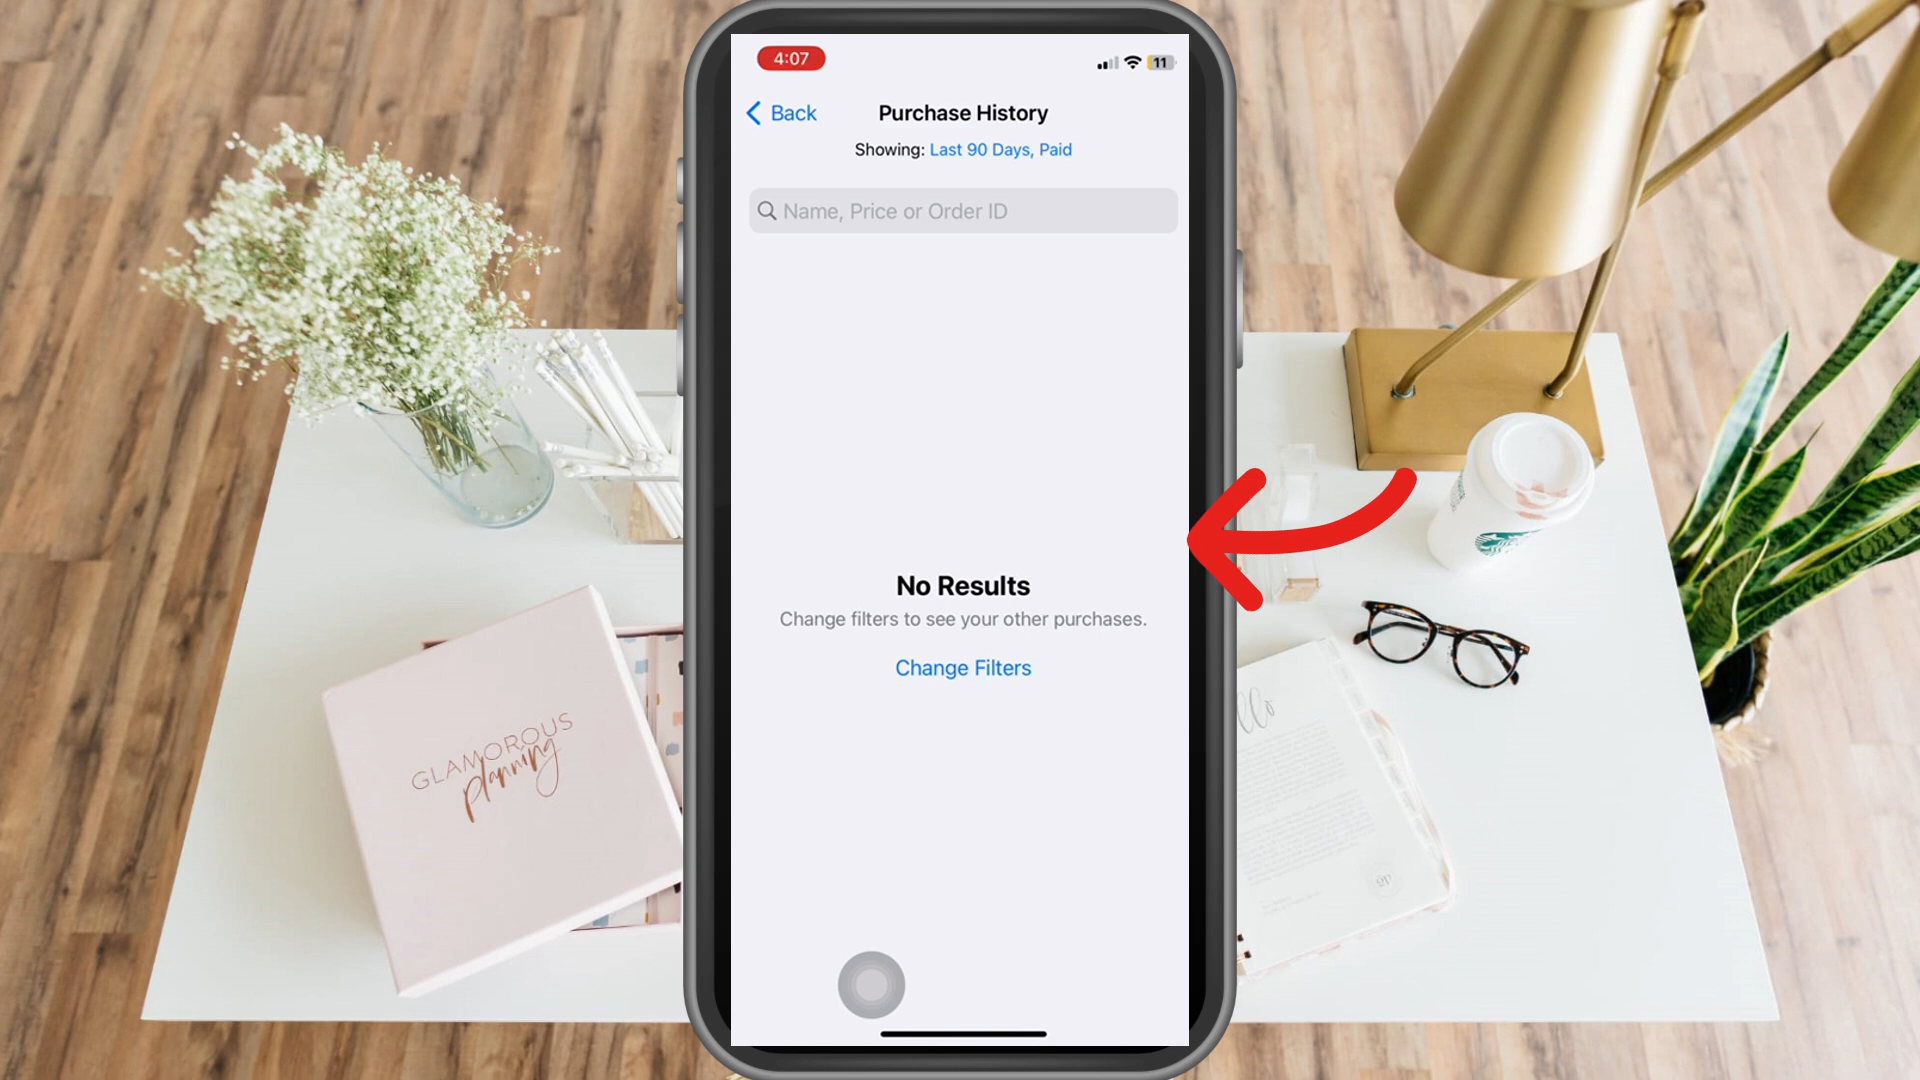 4:07
11
Back
Purchase History
Showing: Last 90 Days, Paid
Name, Price or Order ID
No Results
Change filters to see your other purchases.
Change Filters
GLAMOROUS
planning